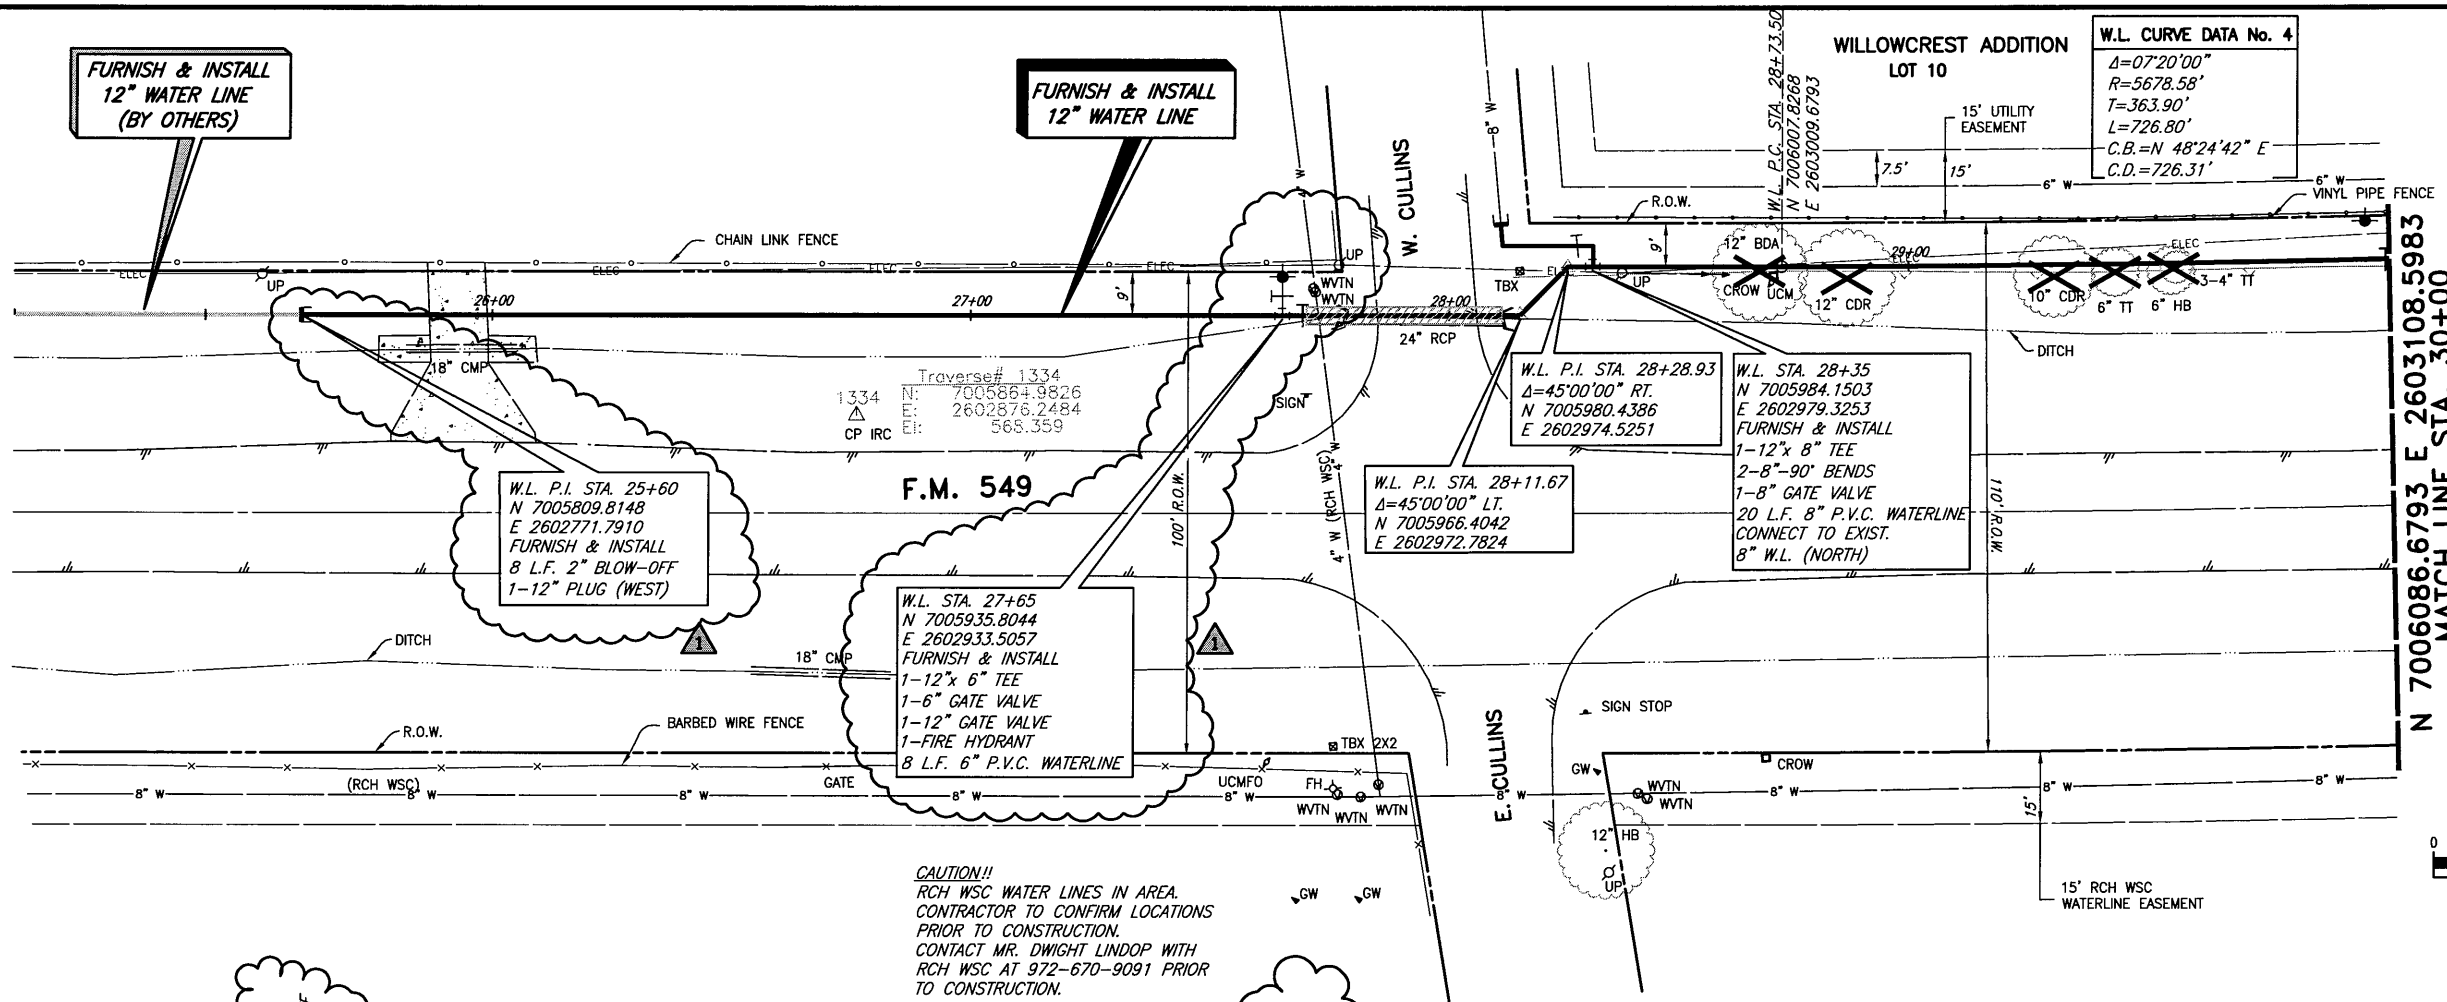 FURNISH & INSTALL
12" WATER LINE
(BY OTHERS)
FURNISH & INSTALL
12" WATER LINE
WILLOWCREST ADDITION
LOT 10
W.L. CURVE DATA No. 4
Δ=07°20'00"
R=5678.58'
T=363.90'
L=726.80'
C.B.=N 48°24'42" E
C.D.=726.31'
W.L. P.C. STA. 28+73.50
N 7006007.8268
E 2603009.6793
15' UTILITY
EASEMENT
7.5'
15'
6" W
6" W
VINYL PIPE FENCE
R.O.W.
8" W
W. CULLINS
CHAIN LINK FENCE
ELEC
ELEC
ELEC
ELEC
UP
UP
WVTN
WVTN
9'
9'
26+00
27+00
28+00
29+00
TBX
UP
12" BDA
CROW
UCM
12" CDR
ELEC
10" CDR
6" TT
6" HB
3-4" TT
24" RCP
DITCH
18" CMP
Traverse# 1334
N: 7005864.9826
E: 2602876.2484
El: 568.359
1334
CP IRC
SIGN
W.L. P.I. STA. 28+28.93
Δ=45°00'00" RT.
N 7005980.4386
E 2602974.5251
W.L. STA. 28+35
N 7005984.1503
E 2602979.3253
FURNISH & INSTALL
1-12"x 8" TEE
2-8"-90° BENDS
1-8" GATE VALVE
20 L.F. 8" P.V.C. WATERLINE
CONNECT TO EXIST.
8" W.L. (NORTH)
W.L. P.I. STA. 28+11.67
Δ=45°00'00" LT.
N 7005966.4042
E 2602972.7824
W.L. P.I. STA. 25+60
N 7005809.8148
E 2602771.7910
FURNISH & INSTALL
8 L.F. 2" BLOW-OFF
1-12" PLUG (WEST)
F.M. 549
100' R.O.W.
110' R.O.W.
4" W
4" W (RCH WSC)
N 7006086.6793 E 2603108.5983
MATCH LINE STA. 30+00
W.L. STA. 27+65
N 7005935.8044
E 2602933.5057
FURNISH & INSTALL
1-12"x 6" TEE
1-6" GATE VALVE
1-12" GATE VALVE
1-FIRE HYDRANT
8 L.F. 6" P.V.C. WATERLINE
1
1
DITCH
18" CMP
R.O.W.
BARBED WIRE FENCE
GATE
TBX 2X2
UCMFO
FH
WVTN
WVTN
WVTN
E. CULLINS
SIGN STOP
GW
CROW
WVTN
WVTN
8" W
(RCH WSC)
8" W
8" W
8" W
8" W
8" W
8" W
8" W
8" W
15'
12" HB
UP
15' RCH WSC
WATERLINE EASEMENT
0
CAUTION!!
RCH WSC WATER LINES IN AREA.
CONTRACTOR TO CONFIRM LOCATIONS
PRIOR TO CONSTRUCTION.
CONTACT MR. DWIGHT LINDOP WITH
RCH WSC AT 972-670-9091 PRIOR
TO CONSTRUCTION.
GW
GW